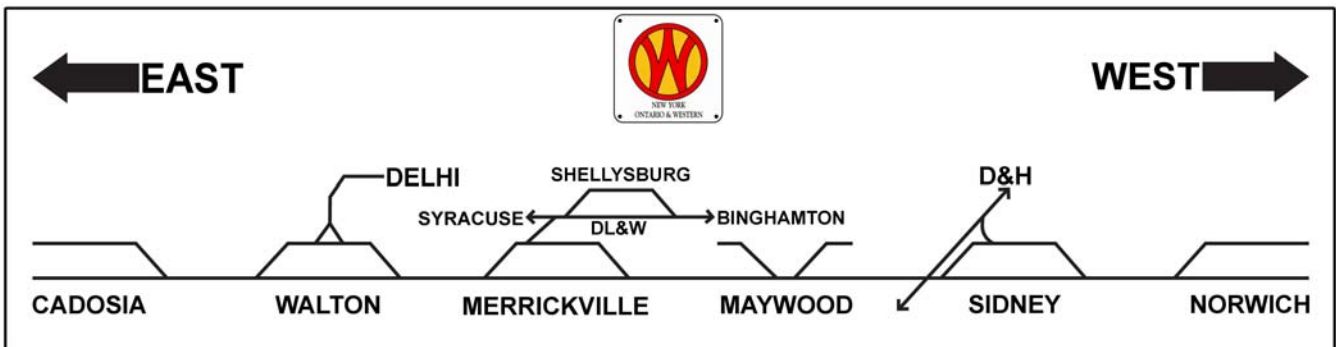 EAST
WEST
NEW YORK
ONTARIO & WESTERN
DELHI
SHELLYSBURG
D&H
SYRACUSE
BINGHAMTON
DL&W
CADOSIA
WALTON
MERRICKVILLE
MAYWOOD
SIDNEY
NORWICH